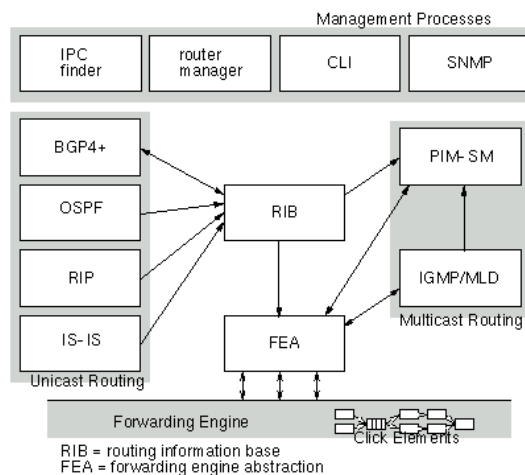 Management Processes
IPC
finder
router
manager
CLI
SNMP
BGP4+
OSPF
RIP
IS-IS
Unicast Routing
RIB
FEA
PIM-SM
IGMP/MLD
Multicast Routing
Forwarding Engine
Click Elements
RIB = routing information base
FEA = forwarding engine abstraction